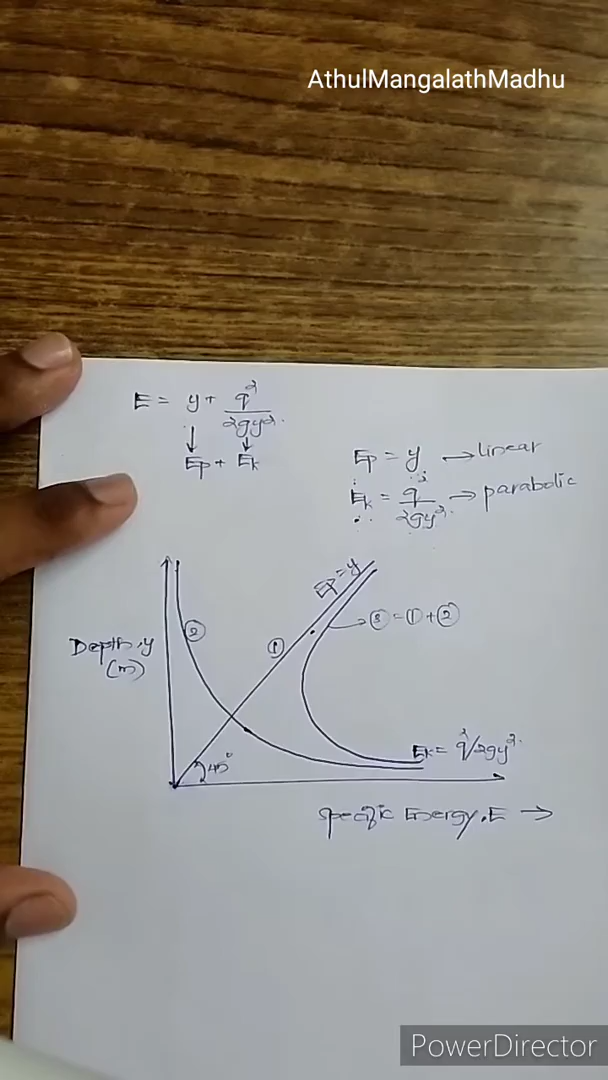 AthulMangalathMadhu
E = y + q²/2gy².
↓ ↓
Ep + Ek
Ep = y → linear
Ek = q²/2gy². → parabolic
Ep = y
② ① → ③ = ① + ②
Depth, y
(m)
45°
Ek = q²/2gy².
Specific Energy, E →
PowerDirector